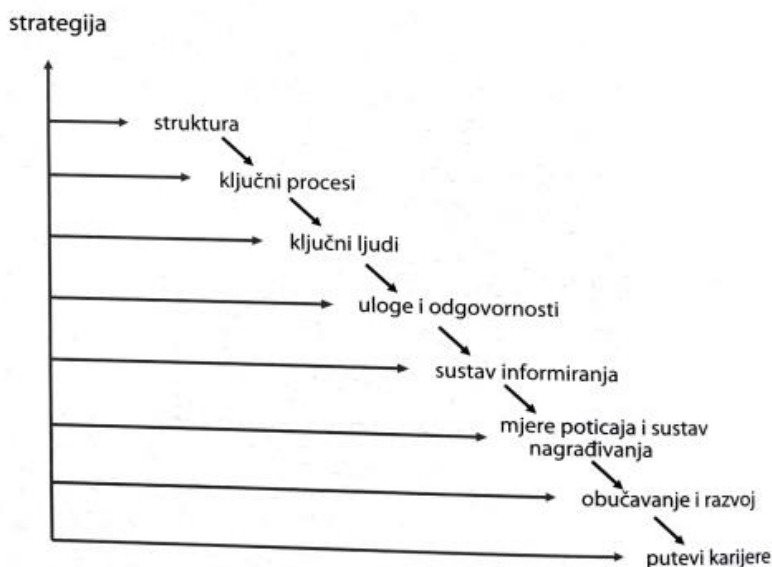 strategija
struktura
ključni procesi
ključni ljudi
uloge i odgovornosti
sustav informiranja
mjere poticaja i sustav
nagrađivanja
obučavanje i razvoj
putevi karijere